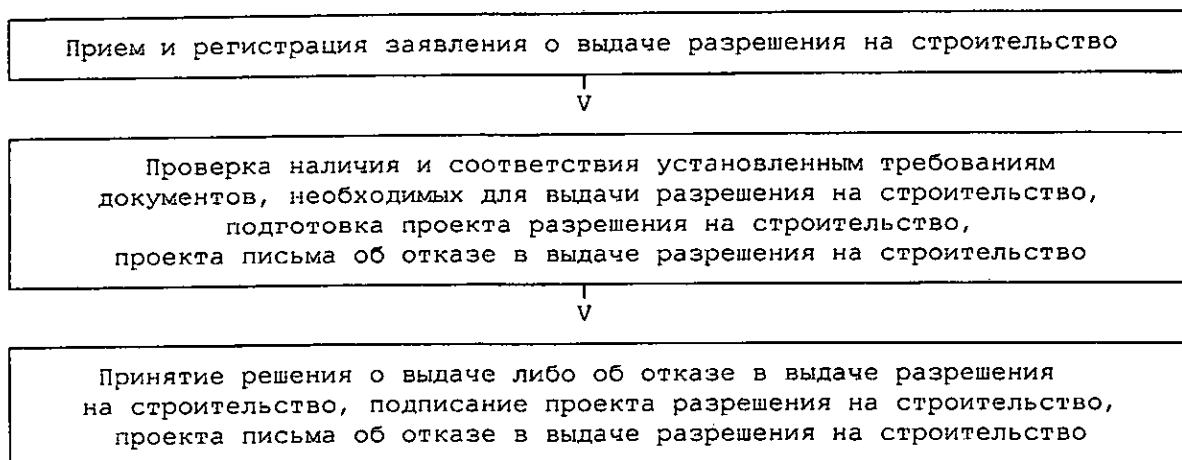 Прием и регистрация заявления о выдаче разрешения на строительство
V
Проверка наличия и соответствия установленным требованиям
документов, необходимых для выдачи разрешения на строительство,
подготовка проекта разрешения на строительство,
проекта письма об отказе в выдаче разрешения на строительство
V
Принятие решения о выдаче либо об отказе в выдаче разрешения
на строительство, подписание проекта разрешения на строительство,
проекта письма об отказе в выдаче разрешения на строительство